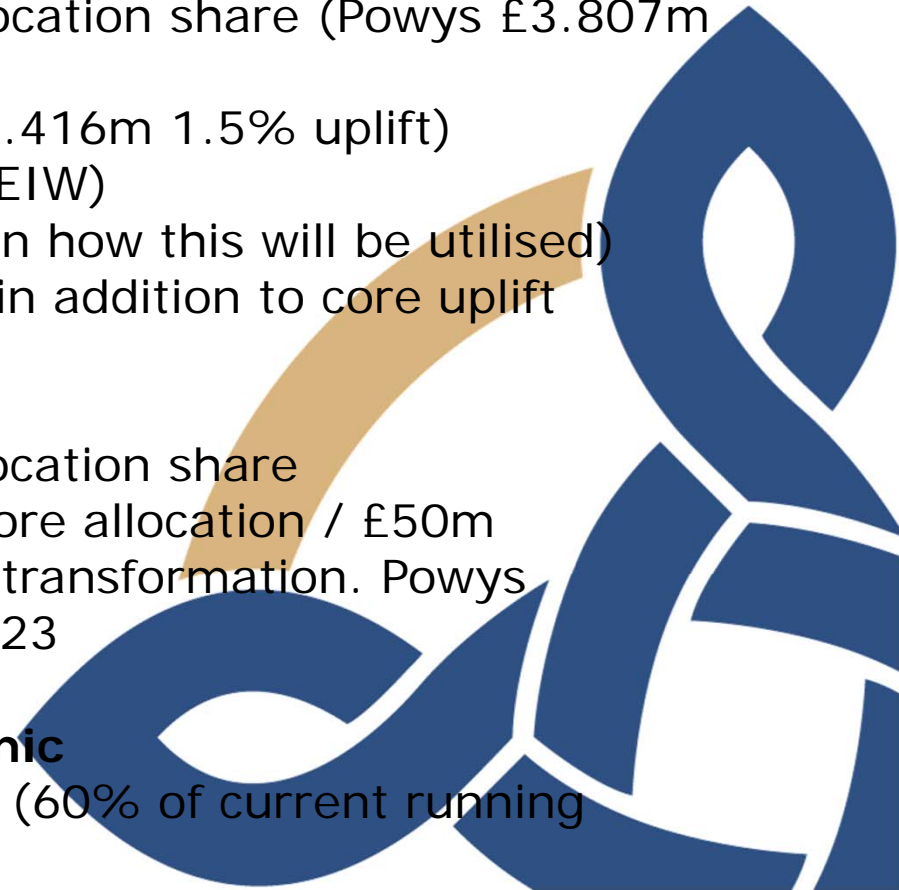 ocation share (Powys £3.807m
.416m 1.5% uplift)
EIW)
n how this will be utilised)
in addition to core uplift
ocation share
ore allocation / £50m
transformation. Powys
23
nic
(60% of current running